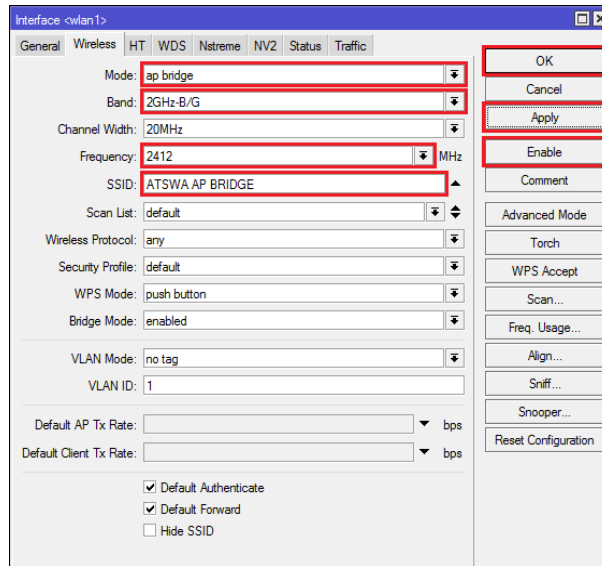 Interface <wlan1>
General Wireless HT WDS Nstreme NV2 Status Traffic
Mode: ap bridge
Band: 2GHz-B/G
Channel Width: 20MHz
Frequency: 2412 MHz
SSID: ATSWA AP BRIDGE
Scan List: default
Wireless Protocol: any
Security Profile: default
WPS Mode: push button
Bridge Mode: enabled
VLAN Mode: no tag
VLAN ID: 1
Default AP Tx Rate: bps
Default Client Tx Rate: bps
Default Authenticate
Default Forward
Hide SSID
OK
Cancel
Apply
Enable
Comment
Advanced Mode
Torch
WPS Accept
Scan...
Freq. Usage...
Align...
Sniff...
Snooper...
Reset Configuration